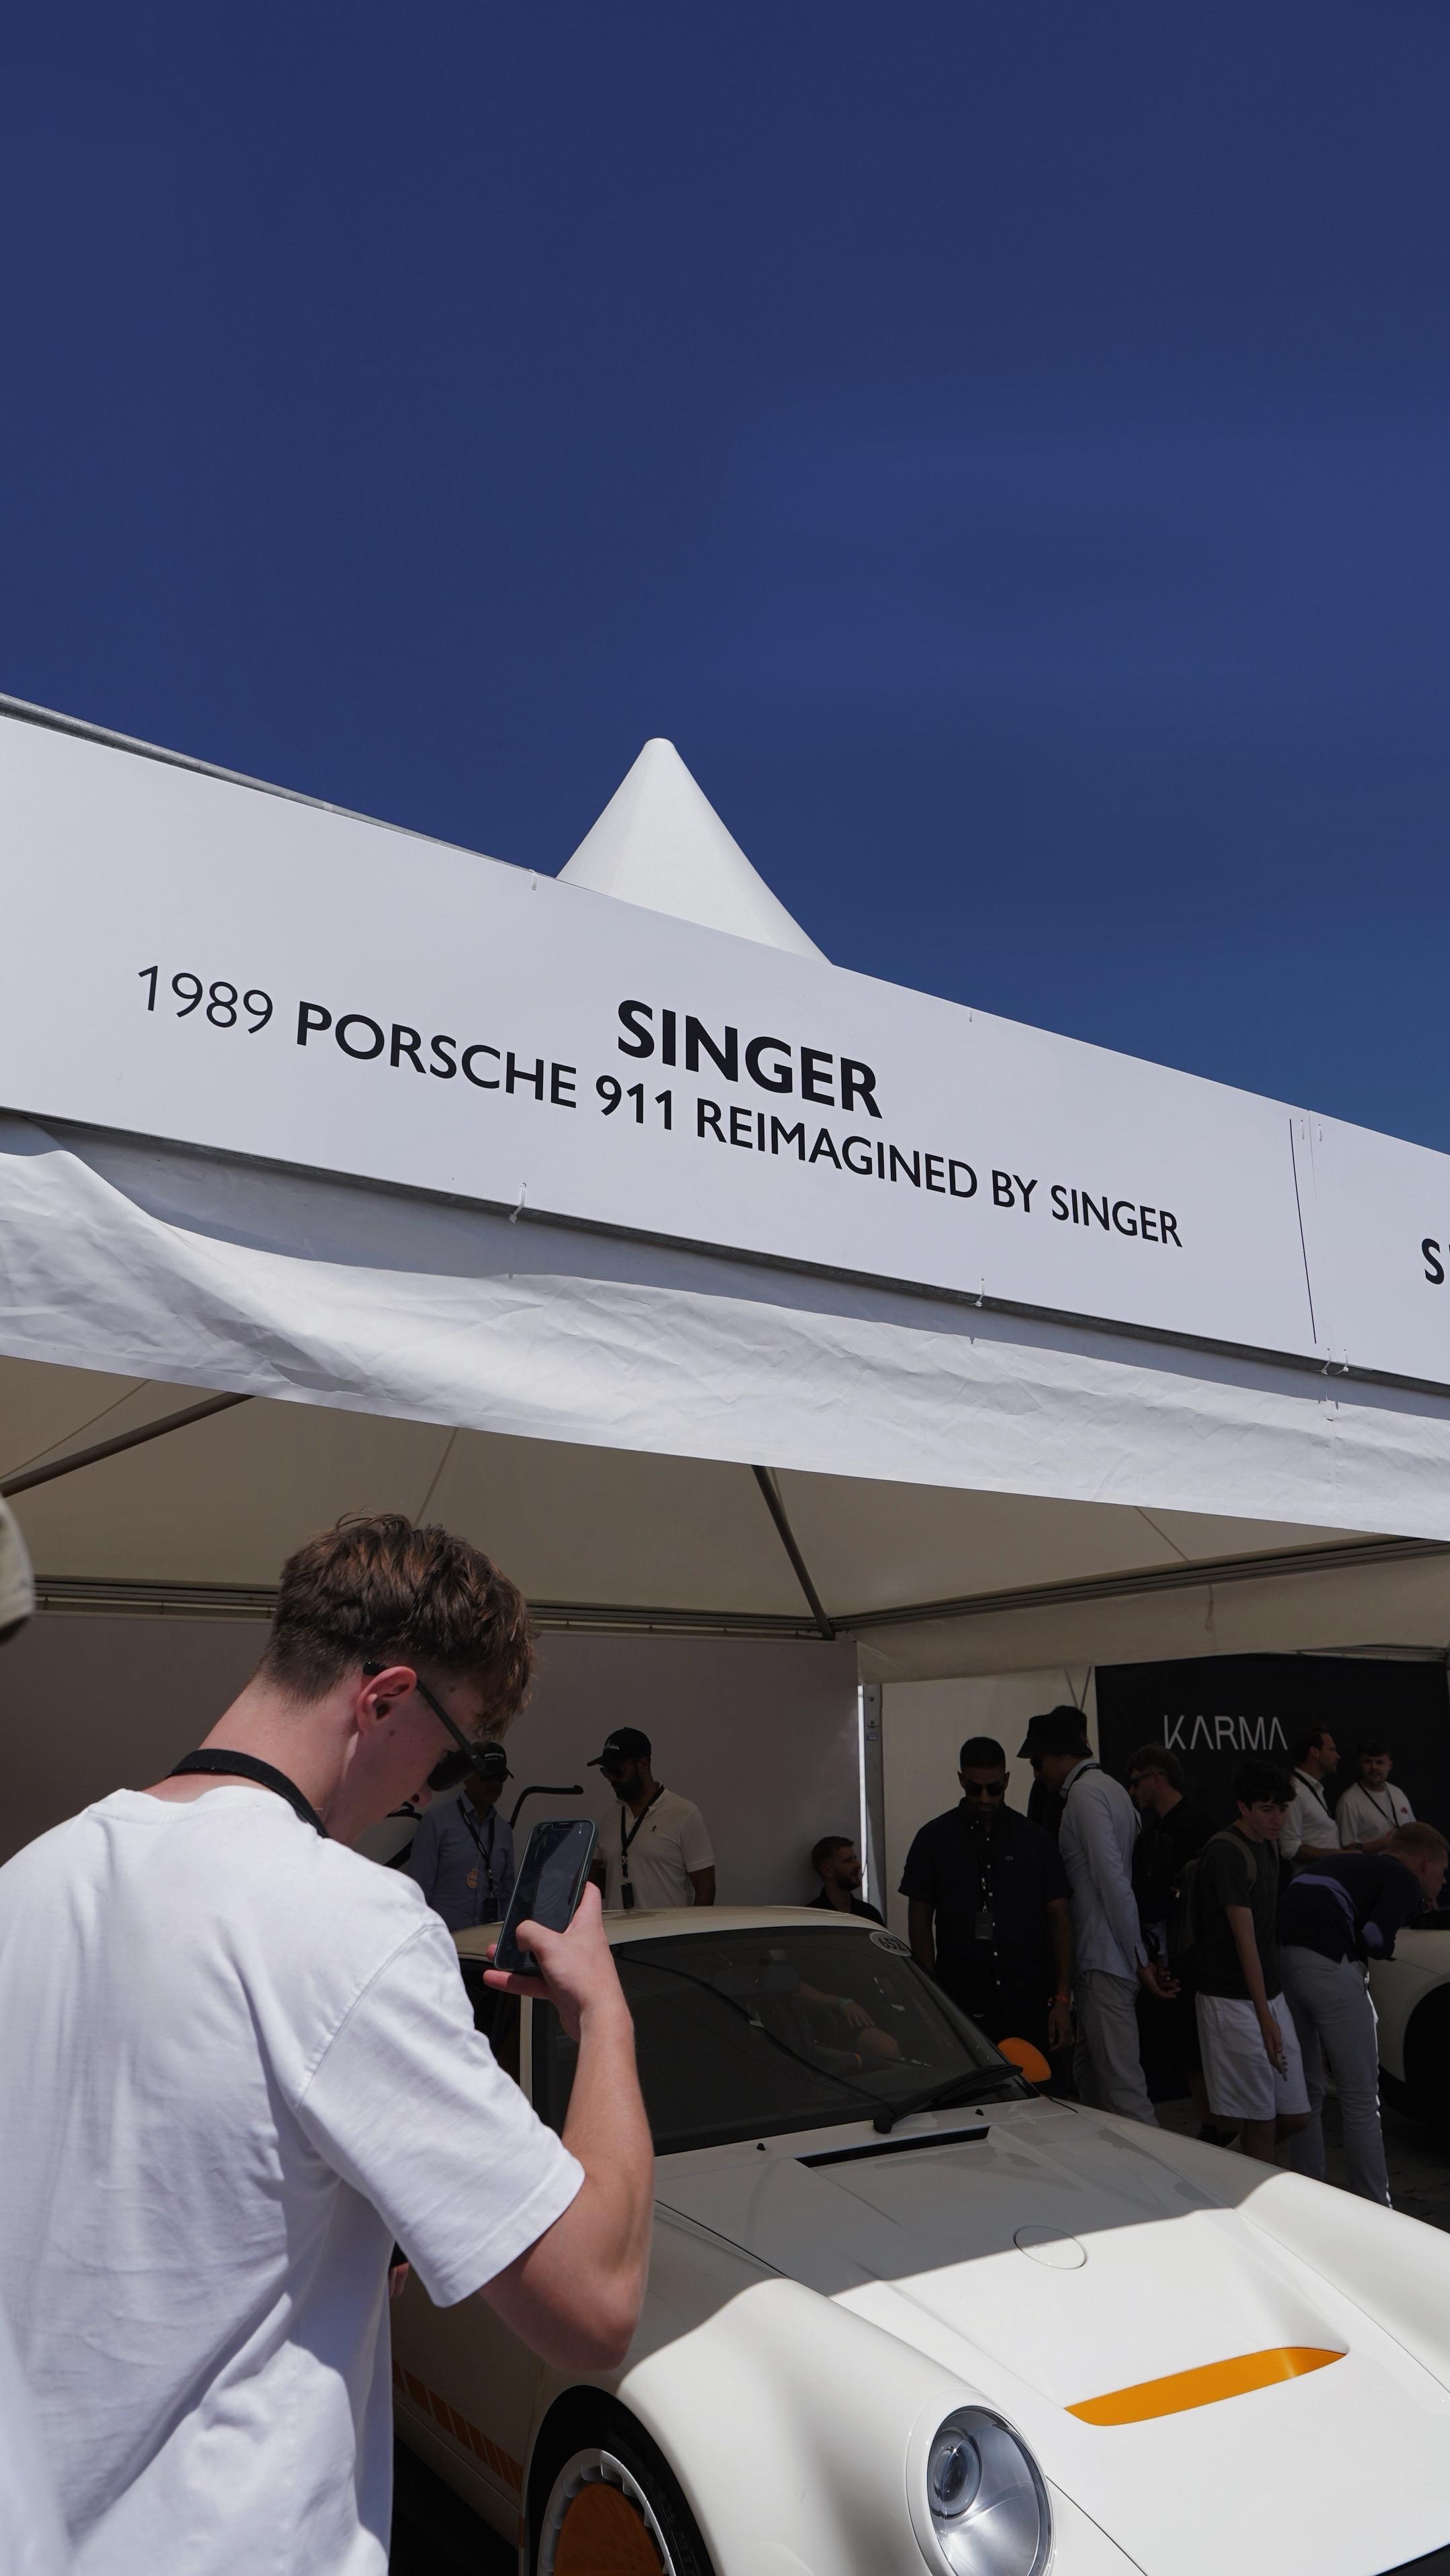 SINGER
1989 PORSCHE 911 REIMAGINED BY SINGER
KARMA